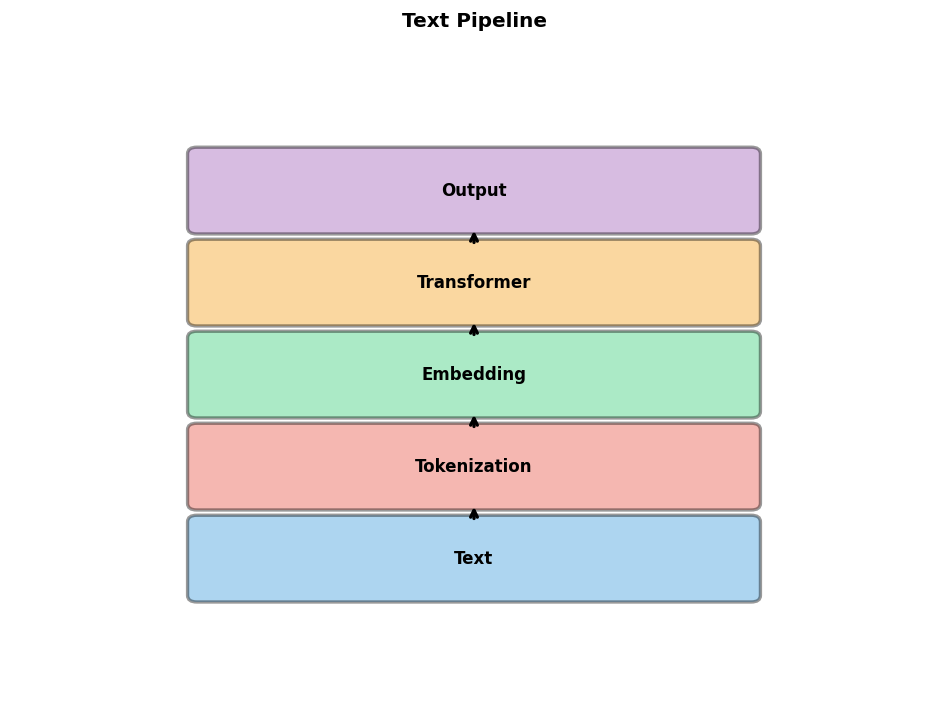 Text Pipeline
Output
Transformer
Embedding
Tokenization
Text